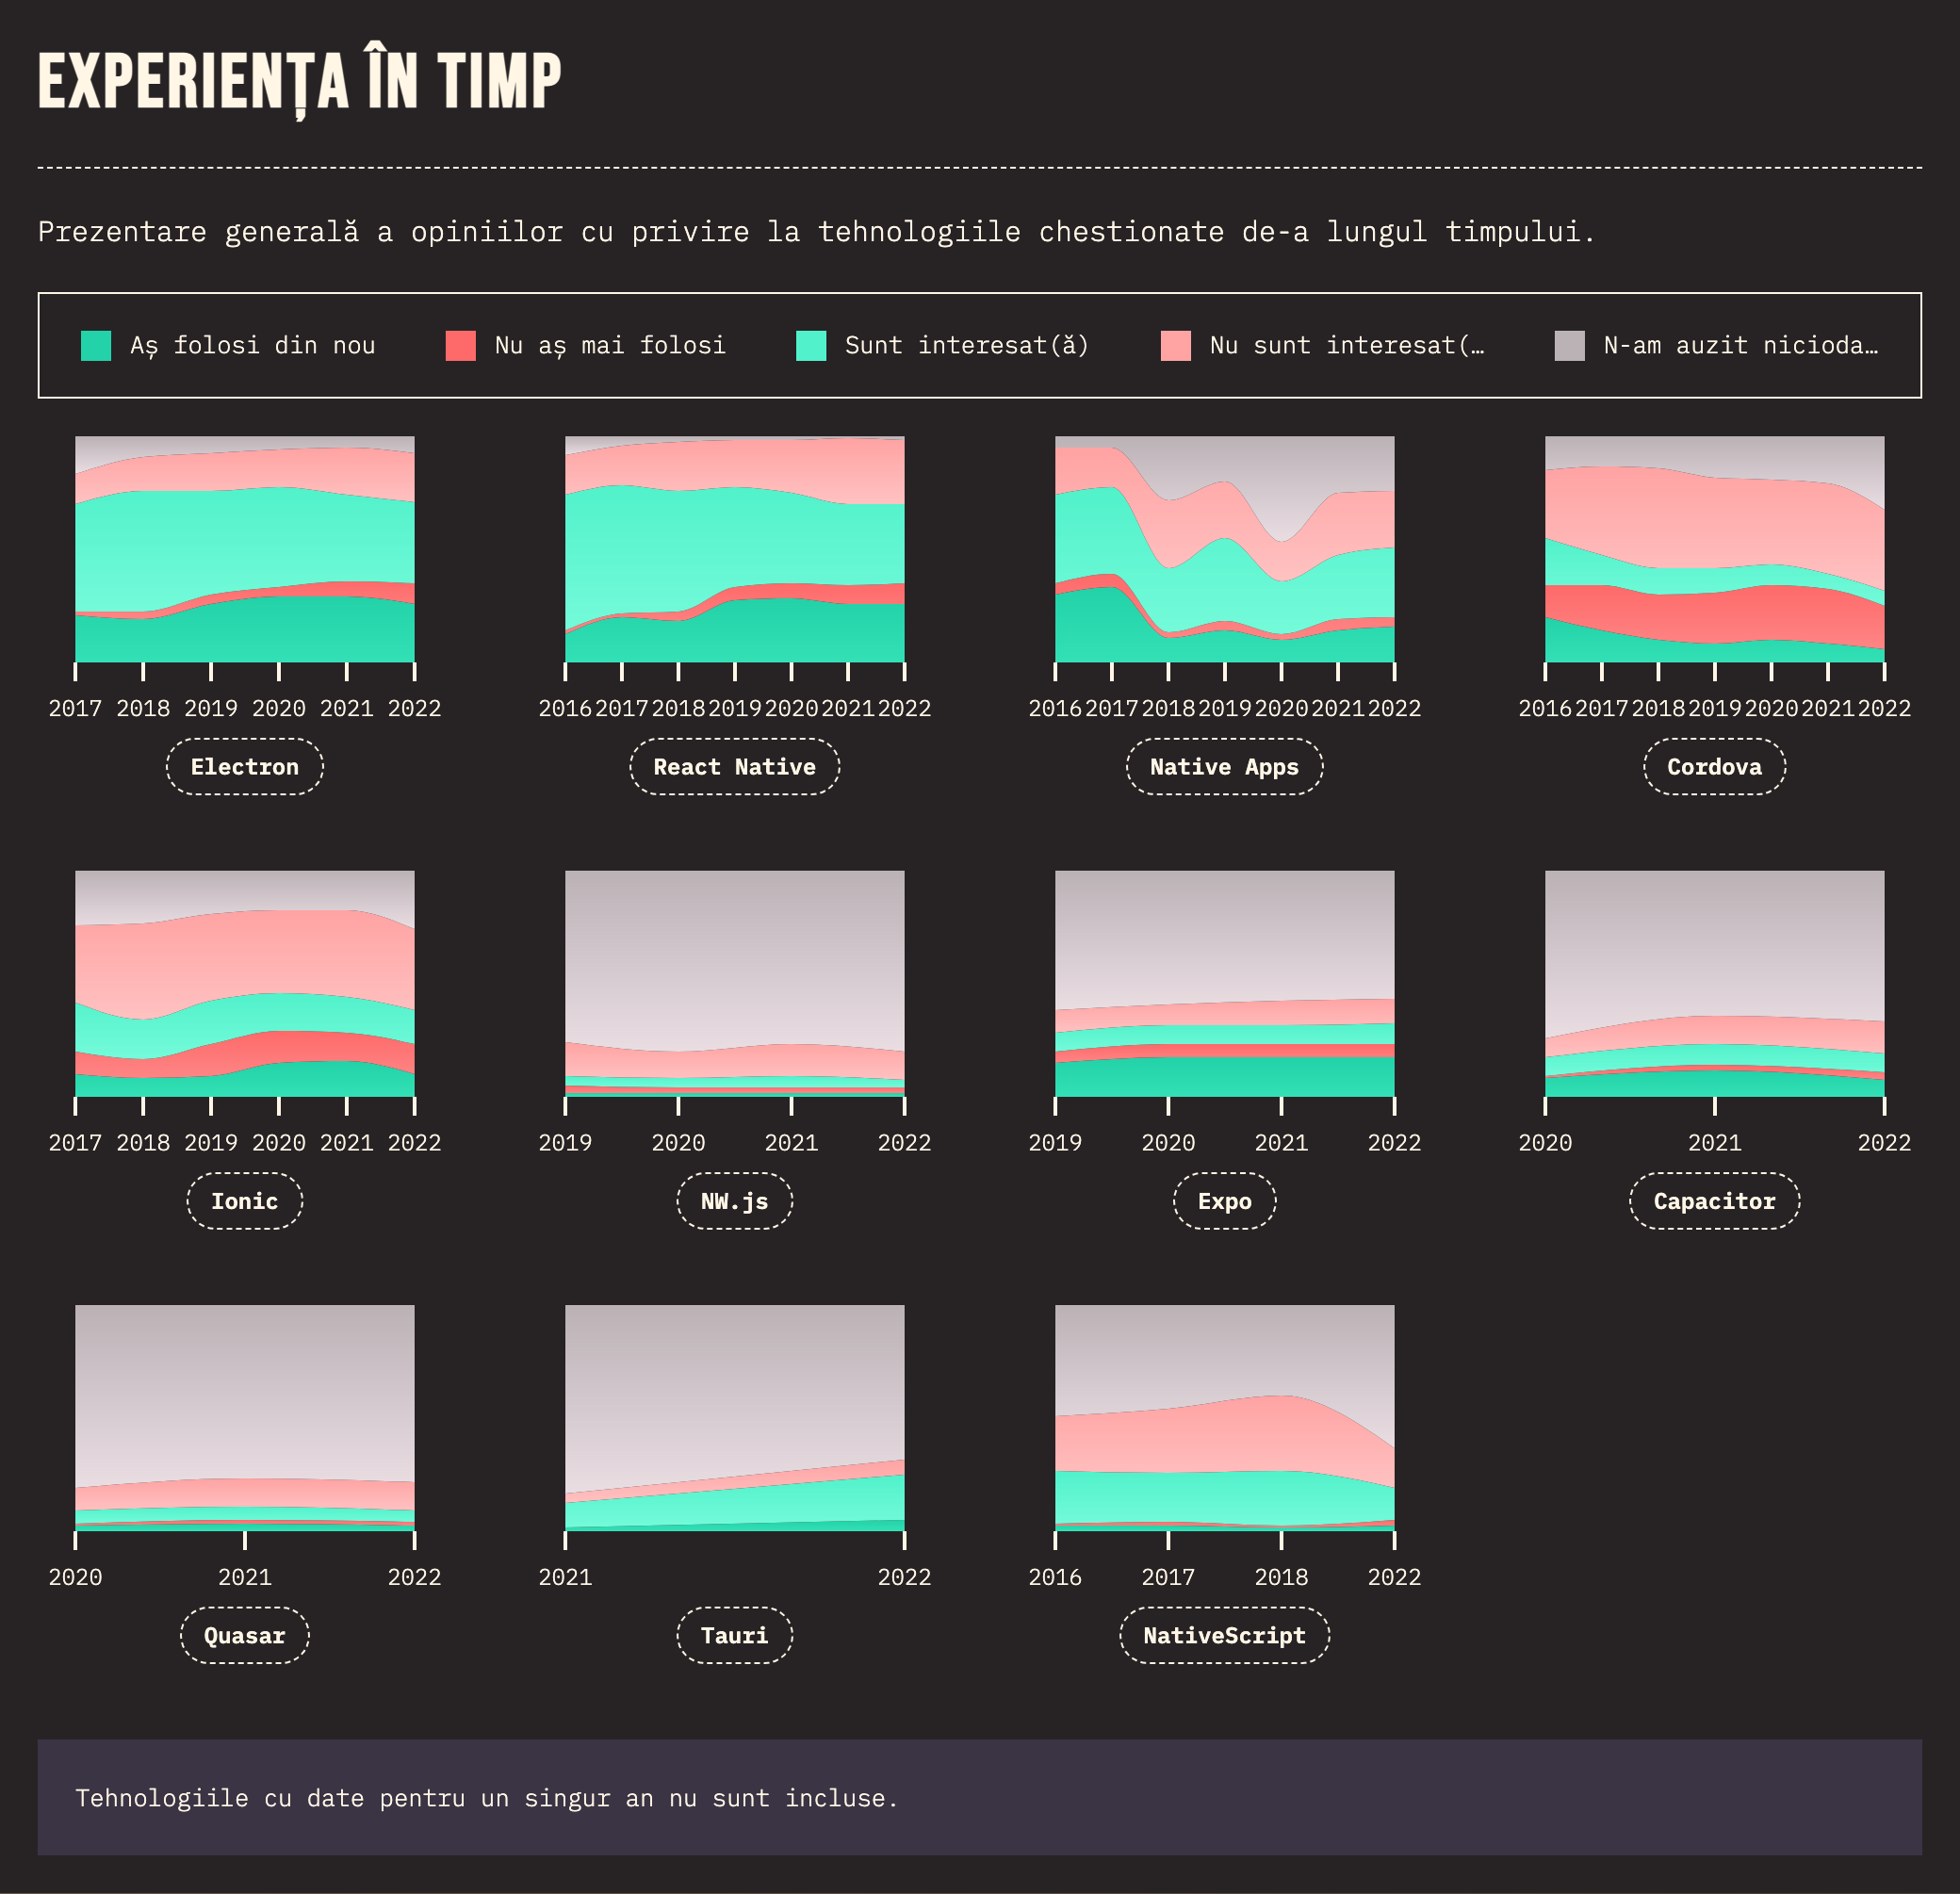 EXPERIENȚA ÎN TIMP
Prezentare generală a opiniilor cu privire la tehnologiile chestionate de-a lungul timpului.
Aș folosi din nou Nu aș mai folosi Sunt interesat(ă) Nu sunt interesat(… N-am auzit nicioda…
2017 2018 2019 2020 2021 2022 2016 2017 2018 2019 2020 2021 2022 2016 2017 2018 2019 2020 2021 2022 2016 2017 2018 2019 2020 2021 2022
Electron React Native Native Apps Cordova
2017 2018 2019 2020 2021 2022 2019 2020 2021 2022 2019 2020 2021 2022 2020 2021 2022
Ionic NW.js Expo Capacitor
2020 2021 2022 2021 2022 2016 2017 2018 2022
Quasar Tauri NativeScript
Tehnologiile cu date pentru un singur an nu sunt incluse.